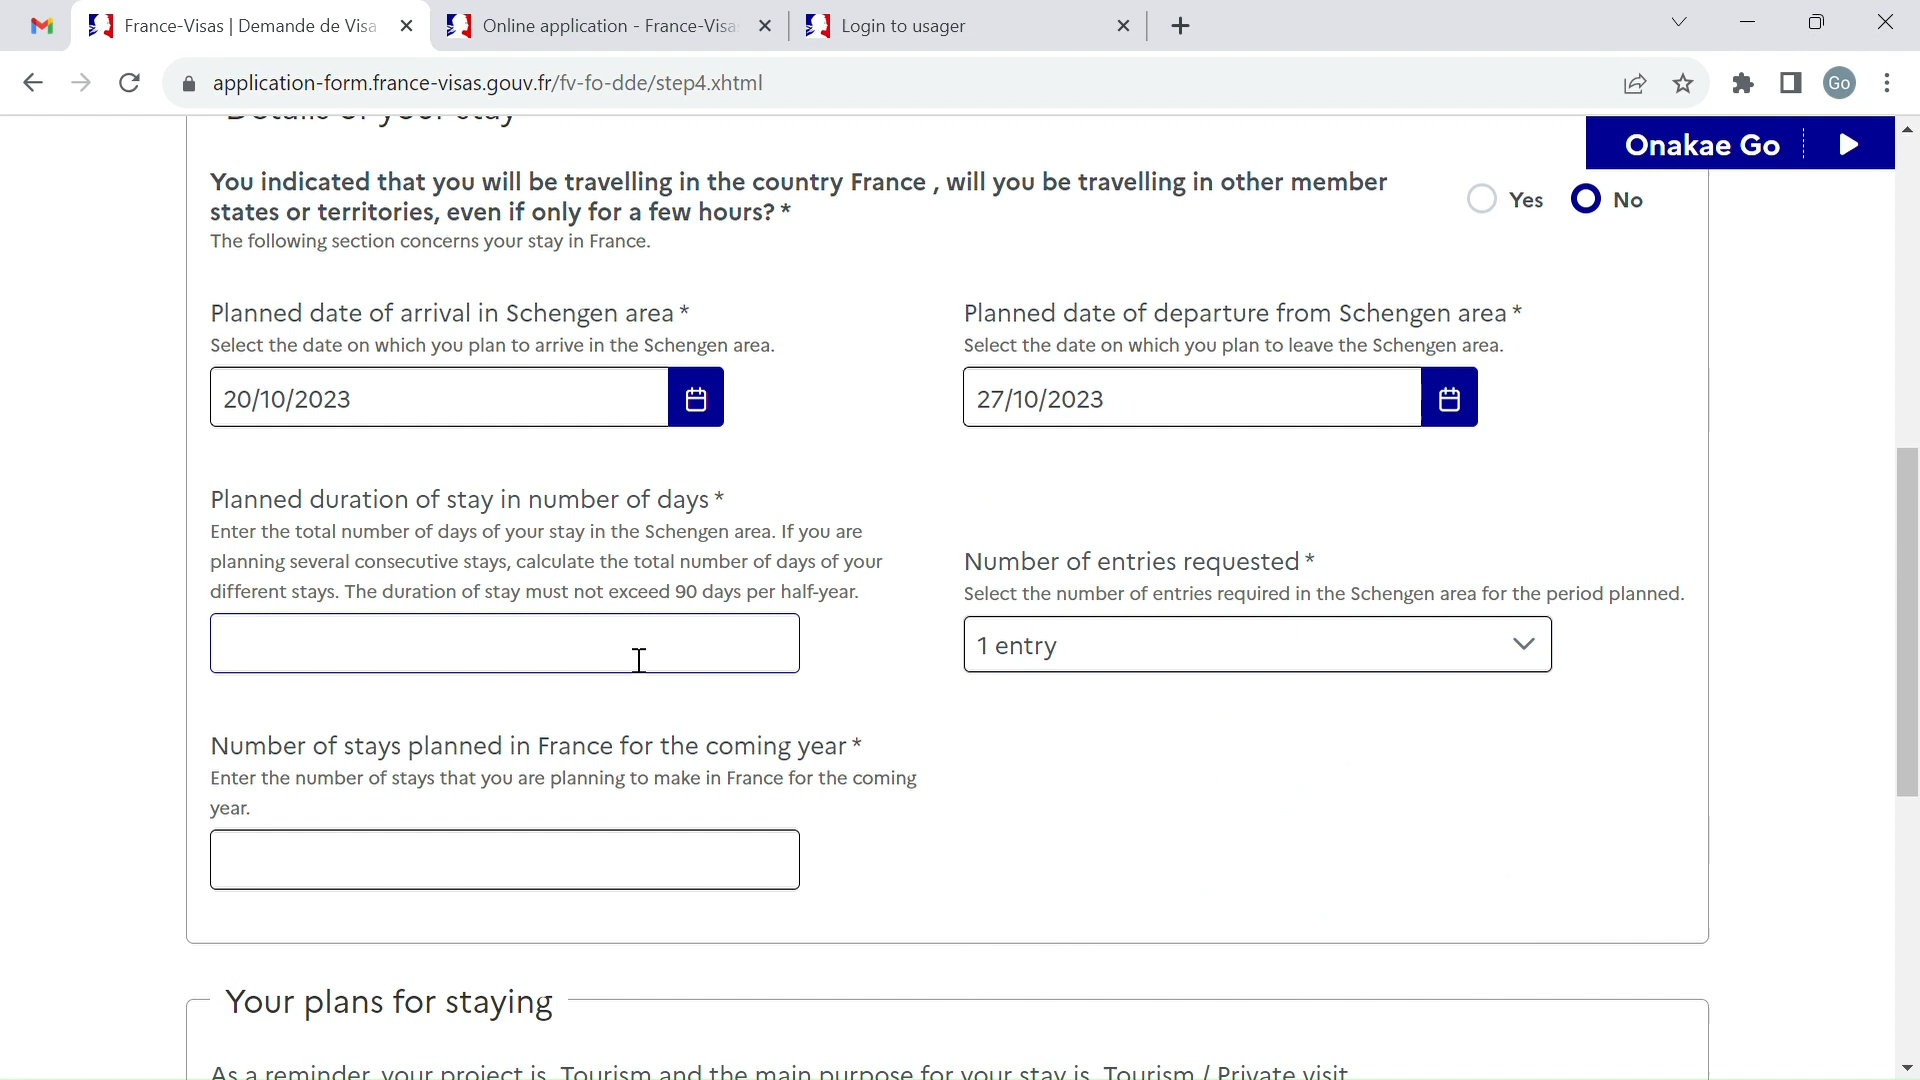 France-Visas | Demande de Visa
Online application - France-Visas
Login to usager
application-form.france-visas.gouv.fr/fv-fo-dde/step4.xhtml
Go
Details of your stay
Onakae Go
You indicated that you will be travelling in the country France , will you be travelling in other member
states or territories, even if only for a few hours? *
Yes
No
The following section concerns your stay in France.
Planned date of arrival in Schengen area *
Select the date on which you plan to arrive in the Schengen area.
20/10/2023
Planned date of departure from Schengen area *
Select the date on which you plan to leave the Schengen area.
27/10/2023
Planned duration of stay in number of days *
Enter the total number of days of your stay in the Schengen area. If you are
planning several consecutive stays, calculate the total number of days of your
different stays. The duration of stay must not exceed 90 days per half-year.
Number of entries requested *
Select the number of entries required in the Schengen area for the period planned.
1 entry
Number of stays planned in France for the coming year *
Enter the number of stays that you are planning to make in France for the coming
year.
Your plans for staying
As a reminder, your project is Tourism and the main purpose for your stay is Tourism / Private visit